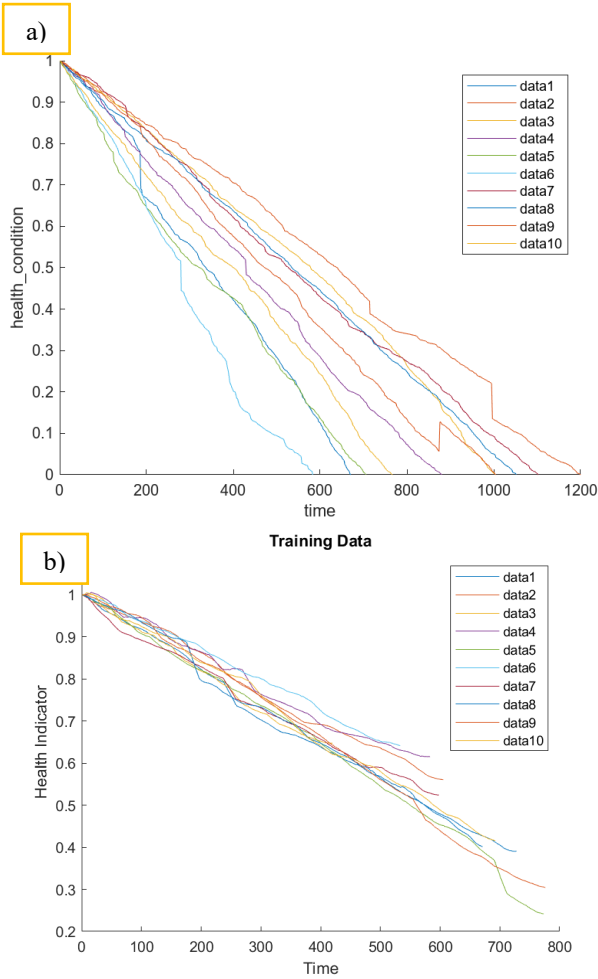 a)
1
0.9
0.8
0.7
0.6
0.5
0.4
0.3
0.2
0.1
0
health_condition
0 200 400 600 800 1000 1200
time
data1
data2
data3
data4
data5
data6
data7
data8
data9
data10
b)
Training Data
1
0.9
0.8
0.7
0.6
0.5
0.4
0.3
0.2
Health Indicator
0 100 200 300 400 500 600 700 800
Time
data1
data2
data3
data4
data5
data6
data7
data8
data9
data10